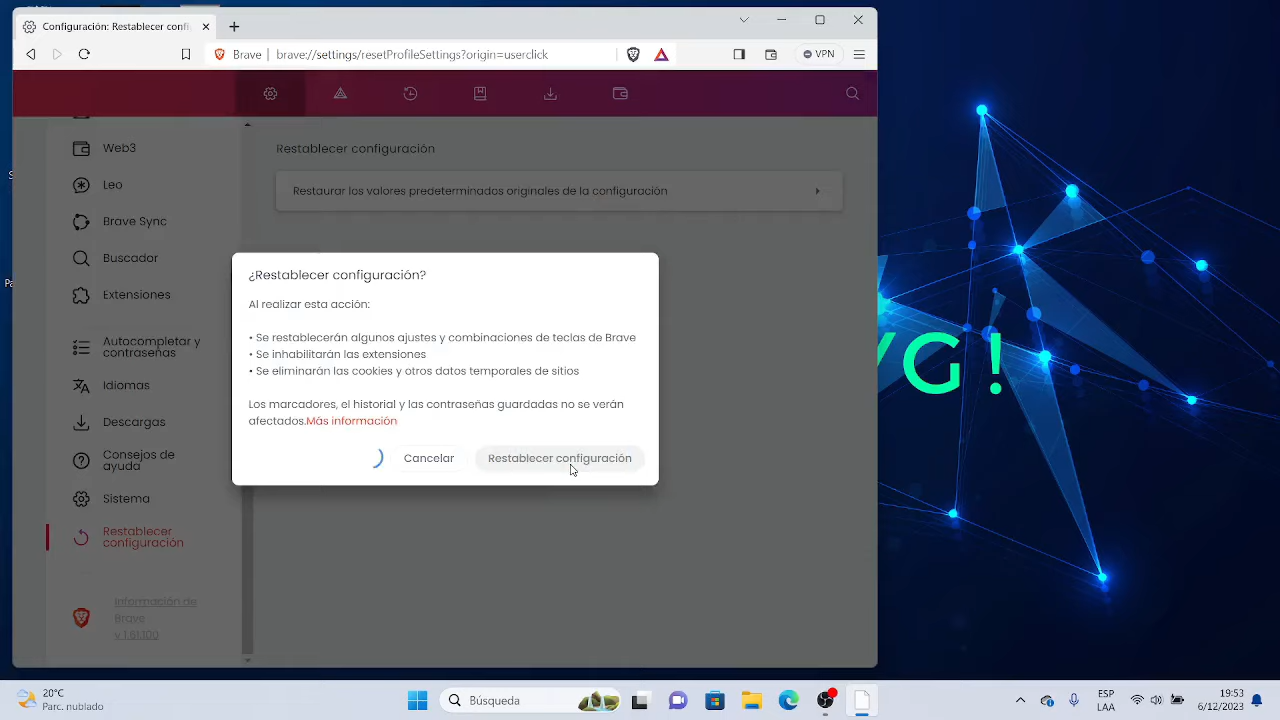 Configuración: Restablecer confi
Brave
brave://settings/resetProfileSettings?origin=userclick
VPN
Web3
Leo
Brave Sync
Buscador
Extensiones
Autocompletar y
contraseñas
Idiomas
Descargas
Consejos de
ayuda
Sistema
Restablecer
configuración
Información de
Brave
v 1.61.100
Restablecer configuración
Restaurar los valores predeterminados originales de la configuración
¿Restablecer configuración?
Al realizar esta acción:
• Se restablecerán algunos ajustes y combinaciones de teclas de Brave
• Se inhabilitarán las extensiones
• Se eliminarán las cookies y otros datos temporales de sitios
Los marcadores, el historial y las contraseñas guardadas no se verán
afectados.Más información
Cancelar
Restablecer configuración
G!
20°C
Parc. nublado
Búsqueda
ESP
LAA
19:53
6/12/2023